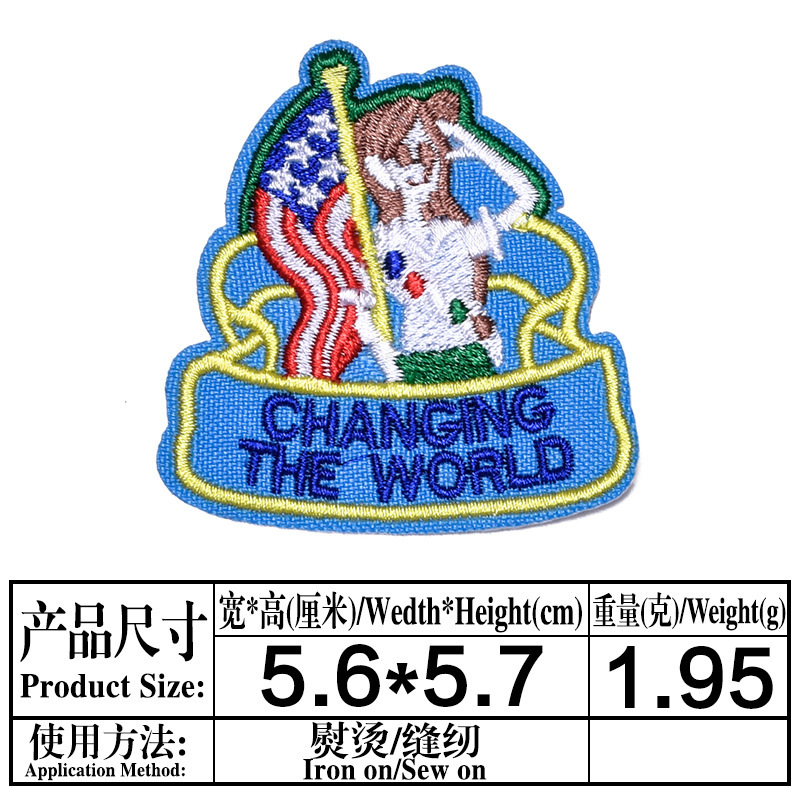 CHANGING
THE WORLD
产品尺寸
Product Size:
宽*高(厘米)/Wedth*Height(cm)
5.6*5.7
重量(克)/Weight(g)
1.95
使用方法:
Application Method:
熨烫/缝纫
Iron on/Sew on